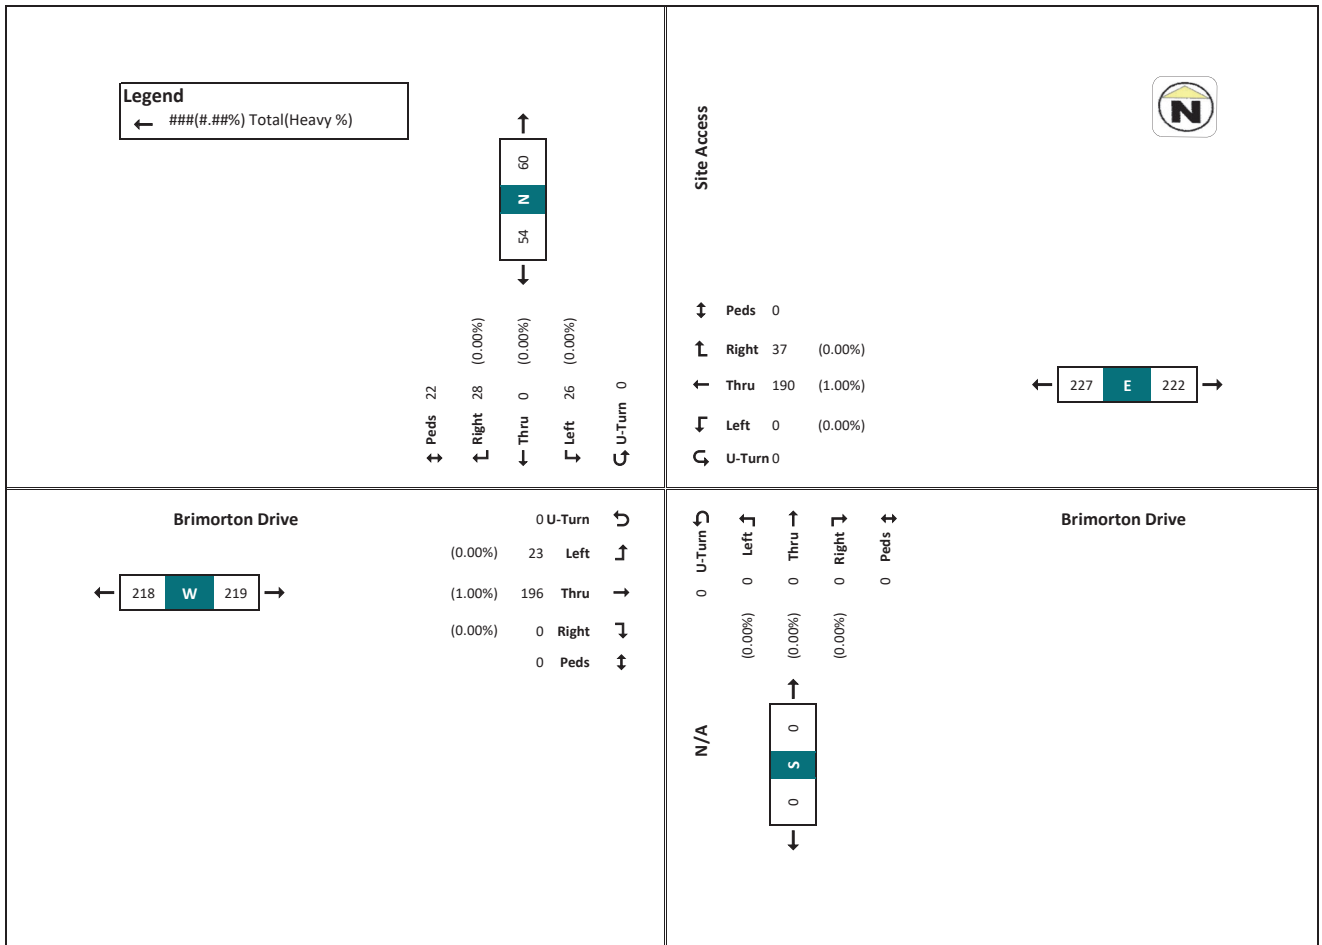 Legend
← ###(#.##%) Total(Heavy %)
60
N
54
(0.00%) (0.00%) (0.00%)
22 28 0 26 0
Peds Right Thru Left U-Turn
Site Access
N
Peds 0
Right 37 (0.00%)
Thru 190 (1.00%)
Left 0 (0.00%)
U-Turn 0
227 E 222
Brimorton Drive
0 U-Turn
(0.00%) 23 Left
(1.00%) 196 Thru
(0.00%) 0 Right
0 Peds
218 W 219
Brimorton Drive
U-Turn Left Thru Right Peds
0 0 0 0 0
(0.00%) (0.00%) (0.00%)
N/A
0
S
0